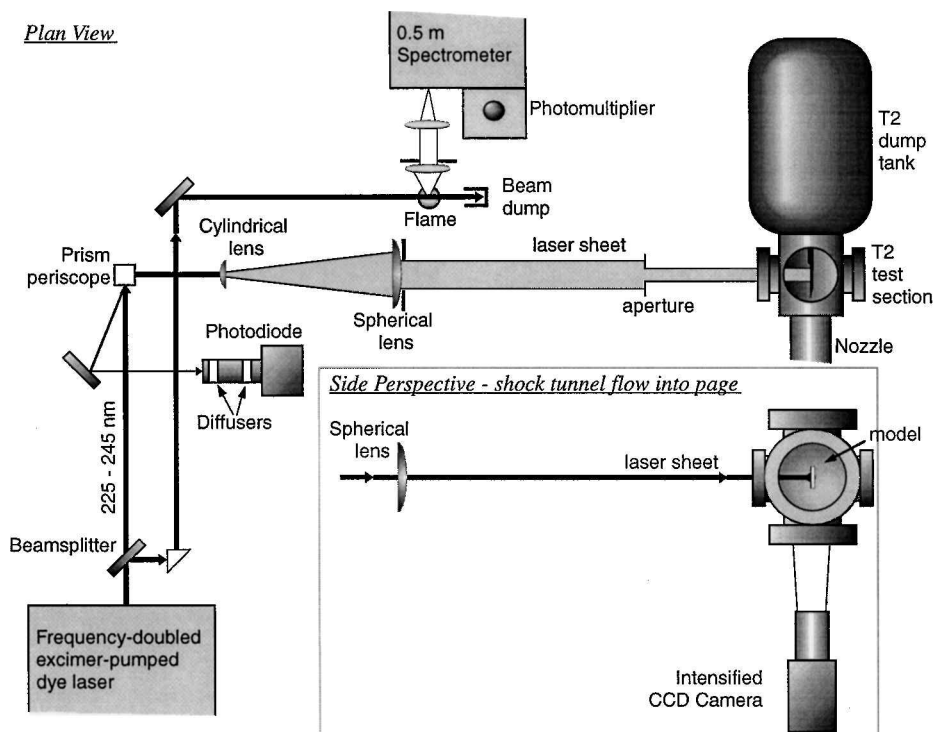 Plan View
0.5 m
Spectrometer
Photomultiplier
T2
dump
tank
Beam
dump
Flame
Cylindrical
lens
Prism
periscope
laser sheet
T2
test
section
aperture
Spherical
lens
Nozzle
Photodiode
Diffusers
225 - 245 nm
Beamsplitter
Frequency-doubled
excimer-pumped
dye laser
Side Perspective - shock tunnel flow into page
Spherical
lens
laser sheet
model
Intensified
CCD Camera